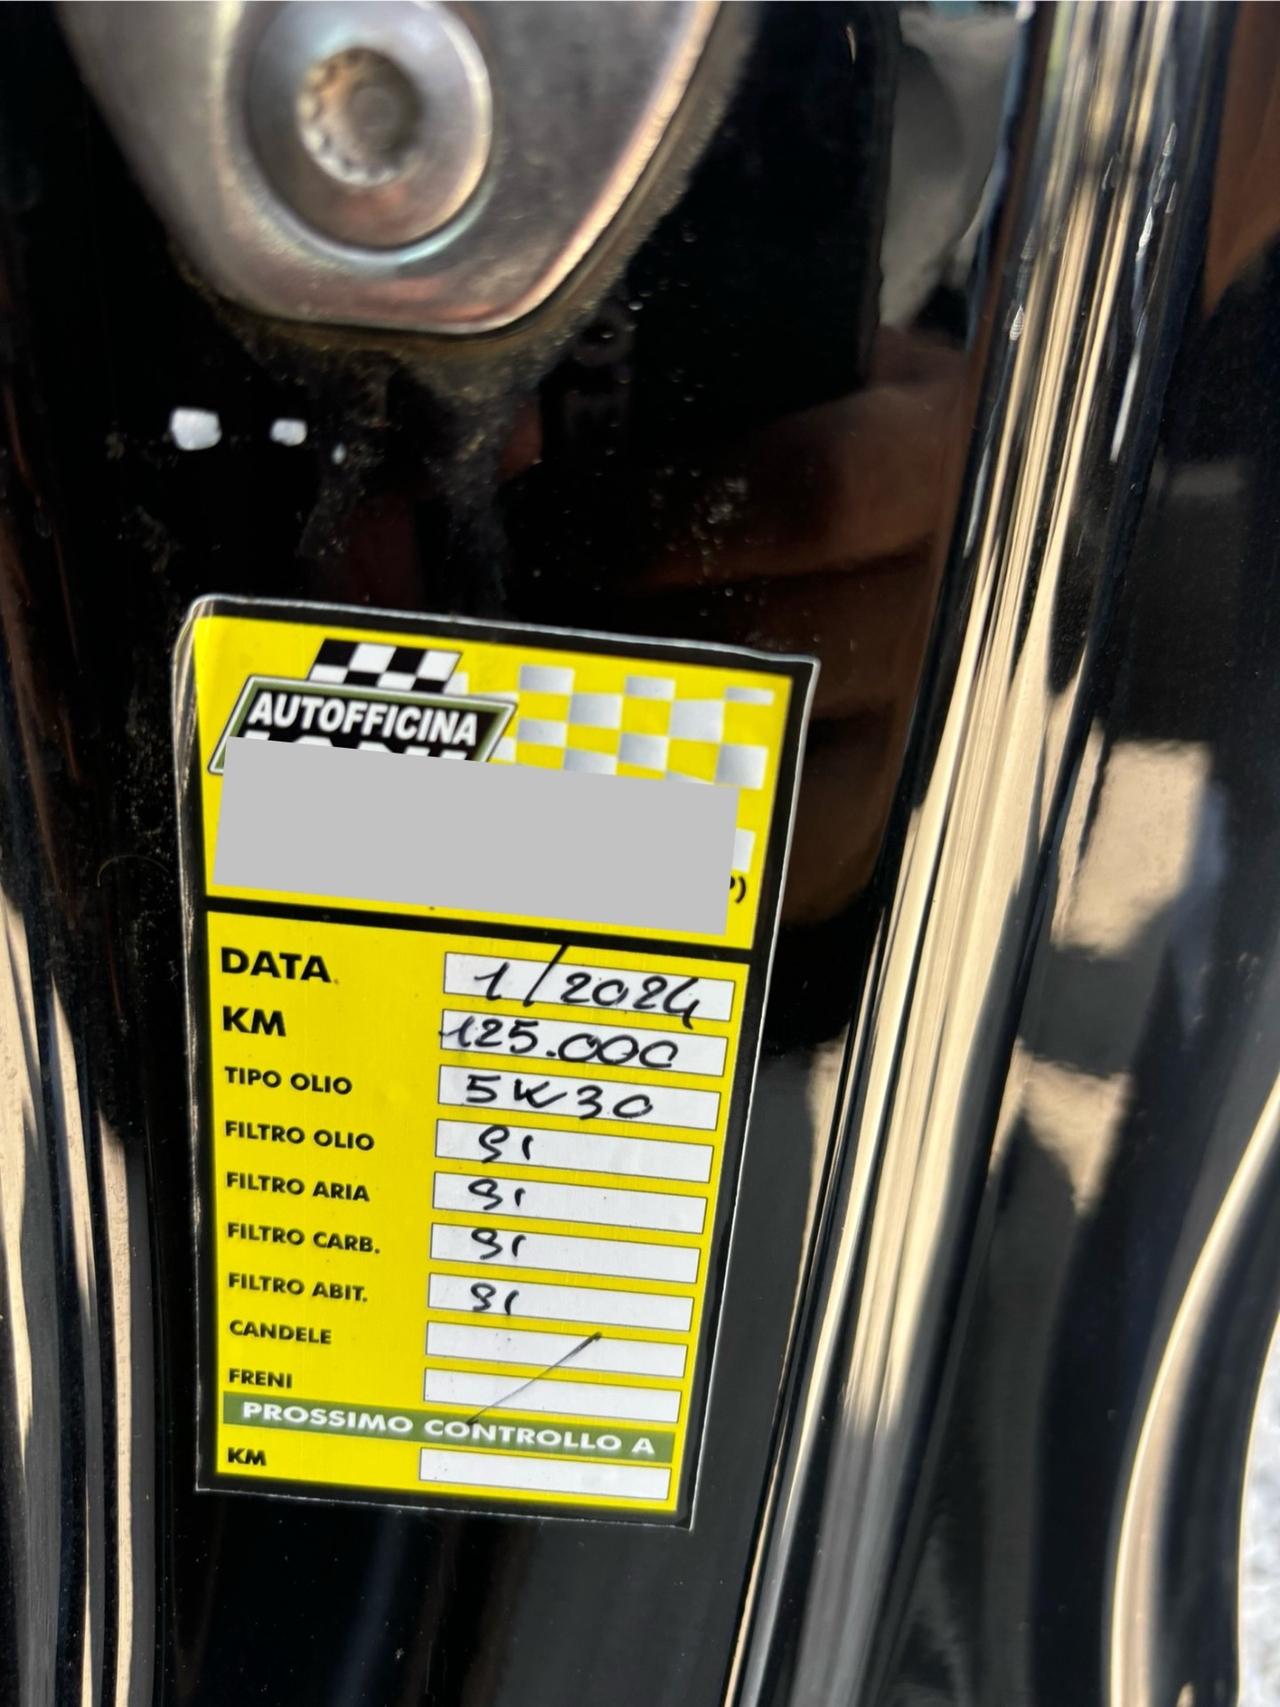 AUTOFFICINA
DATA 1/2024
KM 125.000
TIPO OLIO 5W30
FILTRO OLIO SI
FILTRO ARIA SI
FILTRO CARB. SI
FILTRO ABIT. SI
CANDELE
FRENI
PROSSIMO CONTROLLO A
KM